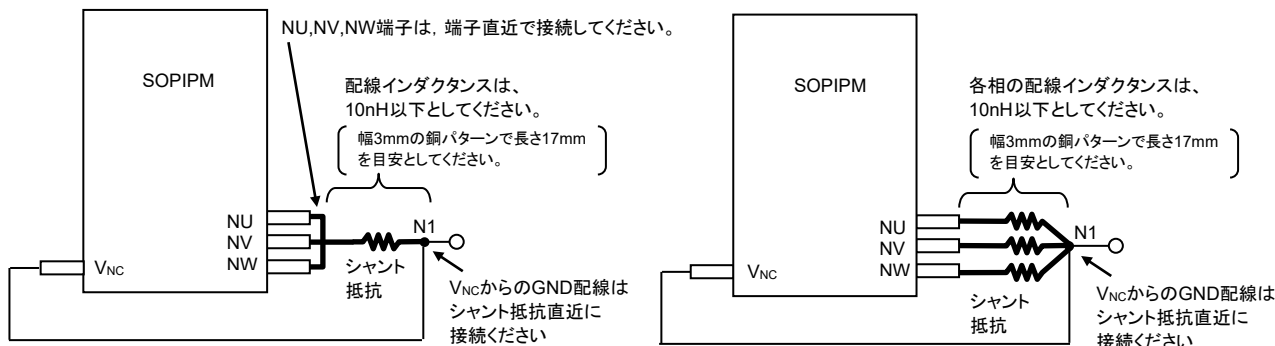 NU,NV,NW端子は, 端子直近で接続してください。
SOPIPM
配線インダクタンスは、
10nH以下としてください。
幅3mmの銅パターンで長さ17mm
を目安としてください。
NU
NV
NW
N1
VNC
シャント
抵抗
VNCからのGND配線は
シャント抵抗直近に
接続ください
SOPIPM
各相の配線インダクタンスは、
10nH以下としてください。
幅3mmの銅パターンで長さ17mm
を目安としてください。
NU
NV
NW
N1
VNC
シャント
抵抗
VNCからのGND配線は
シャント抵抗直近に
接続ください